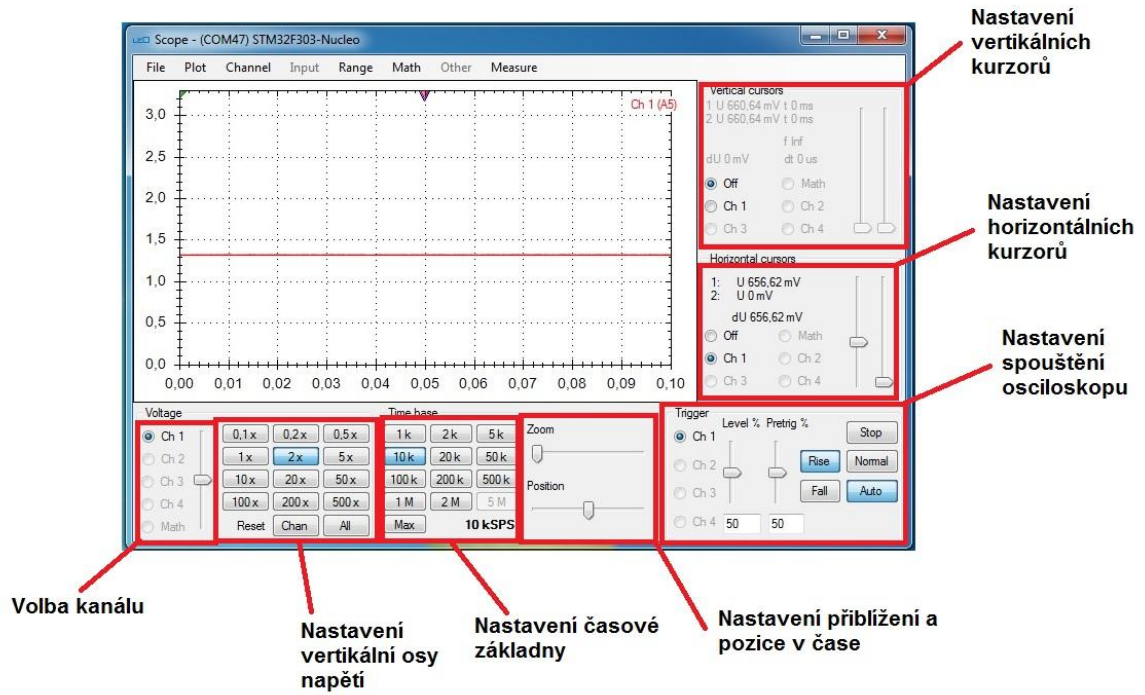 Nastavení
vertikálních
kurzorů
Scope - (COM47) STM32F303-Nucleo
File Plot Channel Input Range Math Other Measure
Ch 1 (A5)
3,0
2,5
2,0
1,5
1,0
0,5
0,0
0,00 0,01 0,02 0,03 0,04 0,05 0,06 0,07 0,08 0,09 0,10
Vertical cursors
1 U 660,64 mV t 0 ms
2 U 660,64 mV t 0 ms
f Inf
dU 0 mV dt 0 us
Off Math
Ch 1 Ch 2
Ch 3 Ch 4
Nastavení
horizontálních
kurzorů
Horizontal cursors
1: U 656,62 mV
2: U 0 mV
dU 656,62 mV
Off Math
Ch 1 Ch 2
Ch 3 Ch 4
Nastavení
spouštění
osciloskopu
Voltage
Ch 1
Ch 2
Ch 3
Ch 4
Math
0,1 x 0,2 x 0,5 x
1 x 2 x 5 x
10 x 20 x 50 x
100 x 200 x 500 x
Reset Chan All
Time base
1 k 2 k 5 k
10 k 20 k 50 k
100 k 200 k 500 k
1 M 2 M 5 M
Max 10 kSPS
Zoom
Position
Trigger
Level % Pretrig %
Ch 1 Stop
Ch 2 Rise Normal
Ch 3 Fall Auto
Ch 4 50 50
Volba kanálu
Nastavení
vertikální osy
napětí
Nastavení časové
základny
Nastavení přiblížení a
pozice v čase